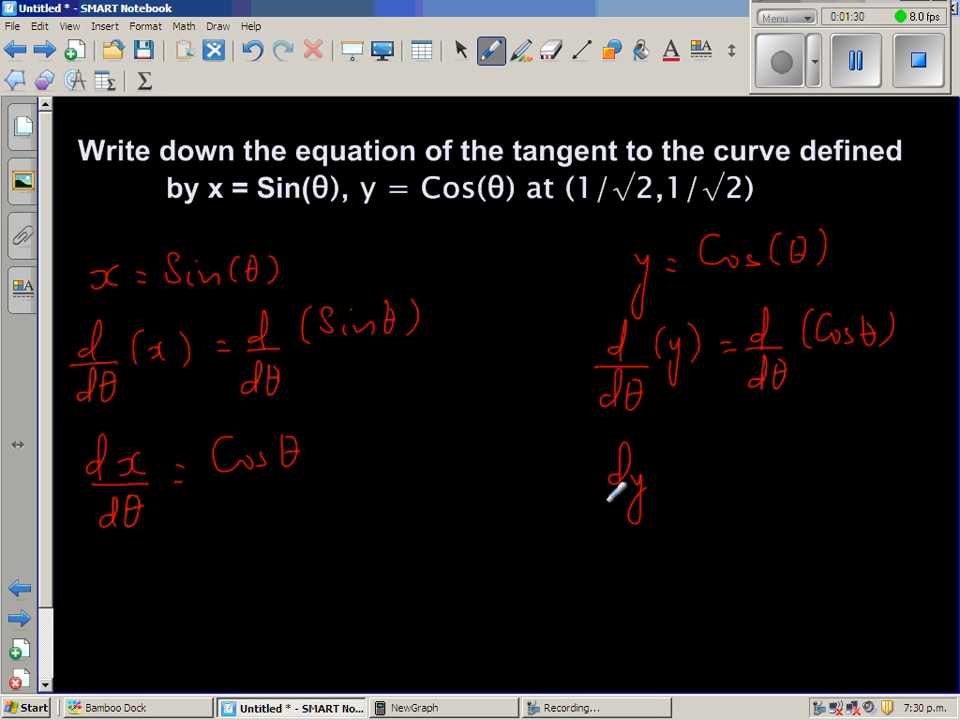 Untitled * - SMART Notebook
File Edit View Insert Format Math Draw Help
Menu 0:01:30 8.0 fps
Write down the equation of the tangent to the curve defined
by x = Sin(θ), y = Cos(θ) at (1/√2,1/√2)
x = Sin(θ)
y = Cos(θ)
d/dθ (x) = d/dθ (Sinθ)
d/dθ (y) = d/dθ (Cosθ)
dx/dθ = Cosθ
dy
Start Bamboo Dock Untitled * - SMART No... NewGraph Recording... 7:30 p.m.